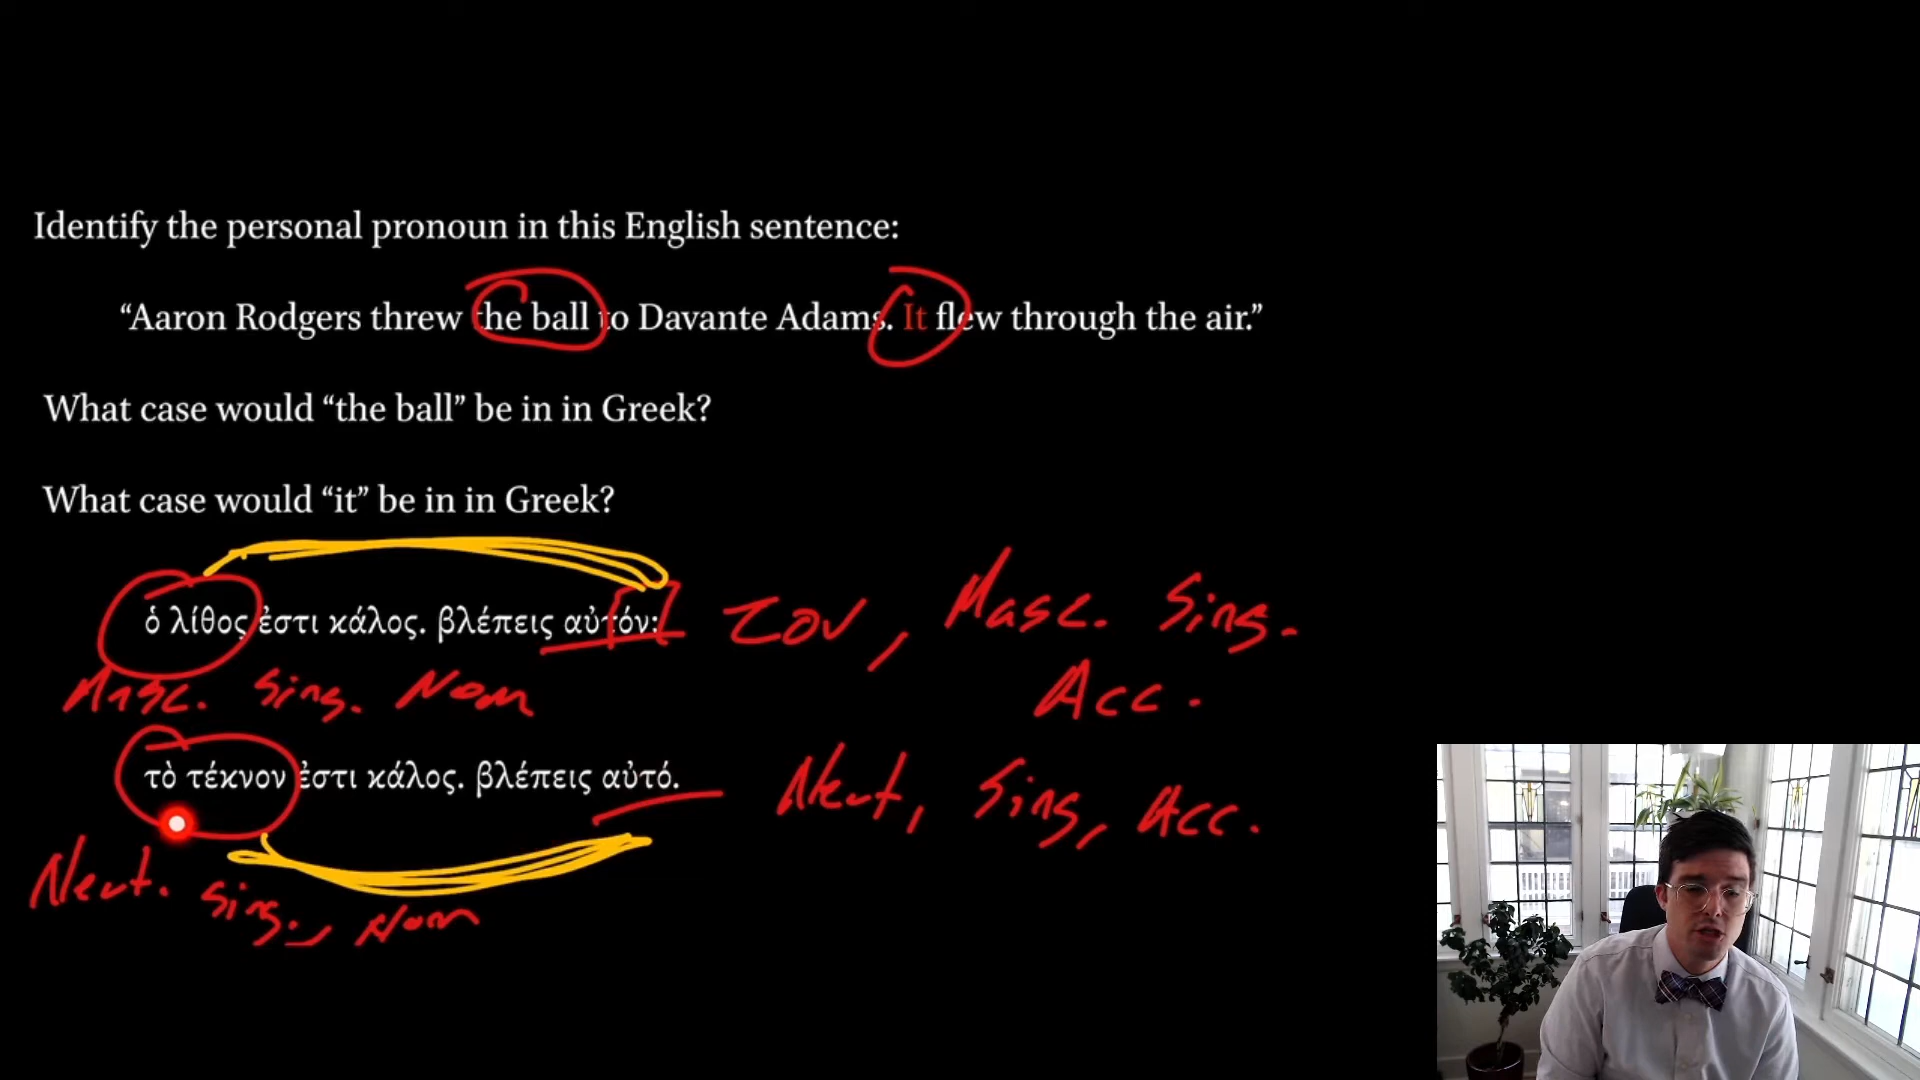 Identify the personal pronoun in this English sentence:
“Aaron Rodgers threw the ball to Davante Adams. It flew through the air.”
What case would “the ball” be in in Greek?
What case would “it” be in in Greek?
ὁ λίθος ἐστι κάλος. βλέπεις αὐτόν: τον, Masc. Sing.
Acc.
Masc. Sing. Nom
τὸ τέκνον ἐστι κάλος. βλέπεις αὐτό. Neut, Sing, Acc.
Neut. Sing., Nom